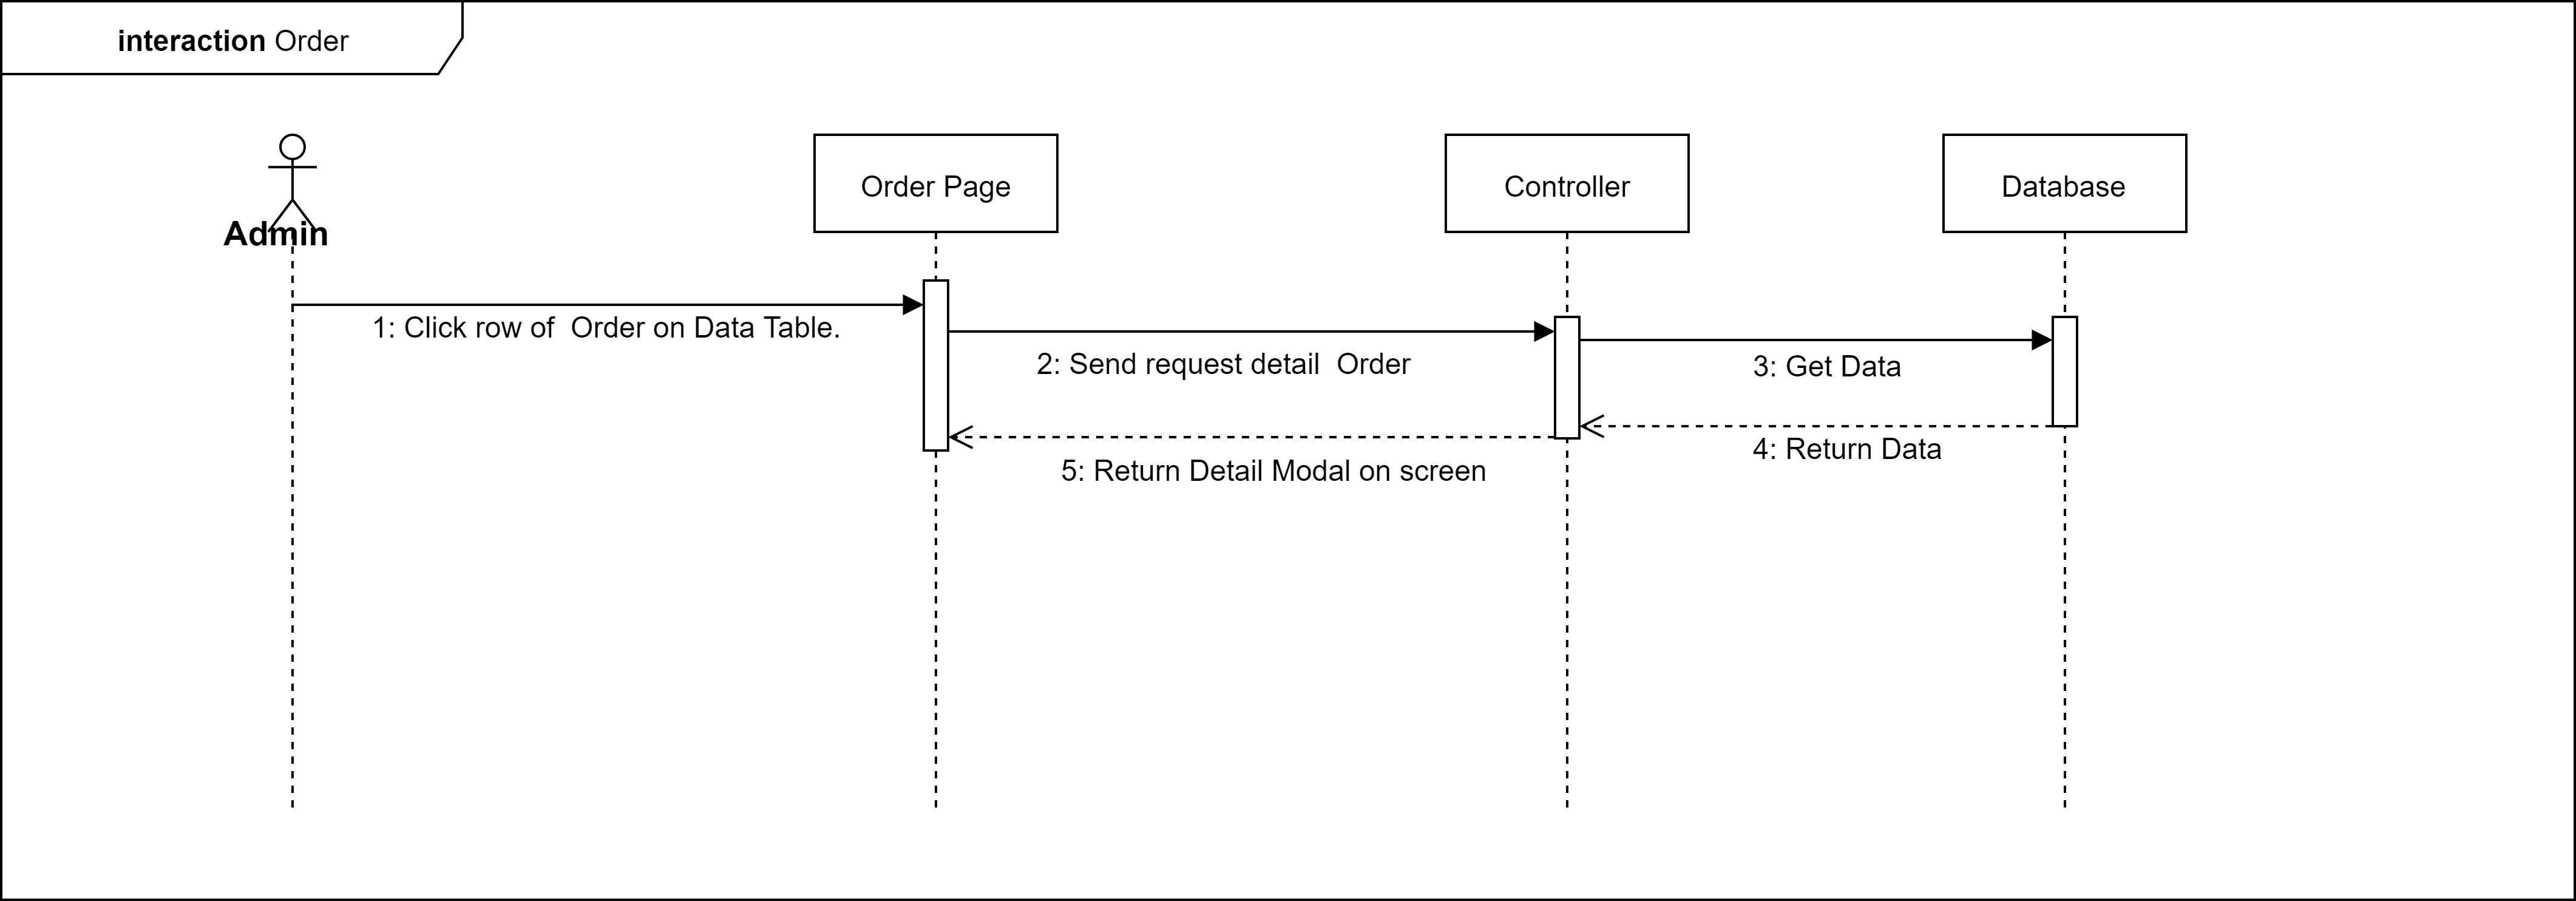 interaction Order
Admin
Order Page
Controller
Database
1: Click row of  Order on Data Table.
2: Send request detail  Order
3: Get Data
4: Return Data
5: Return Detail Modal on screen